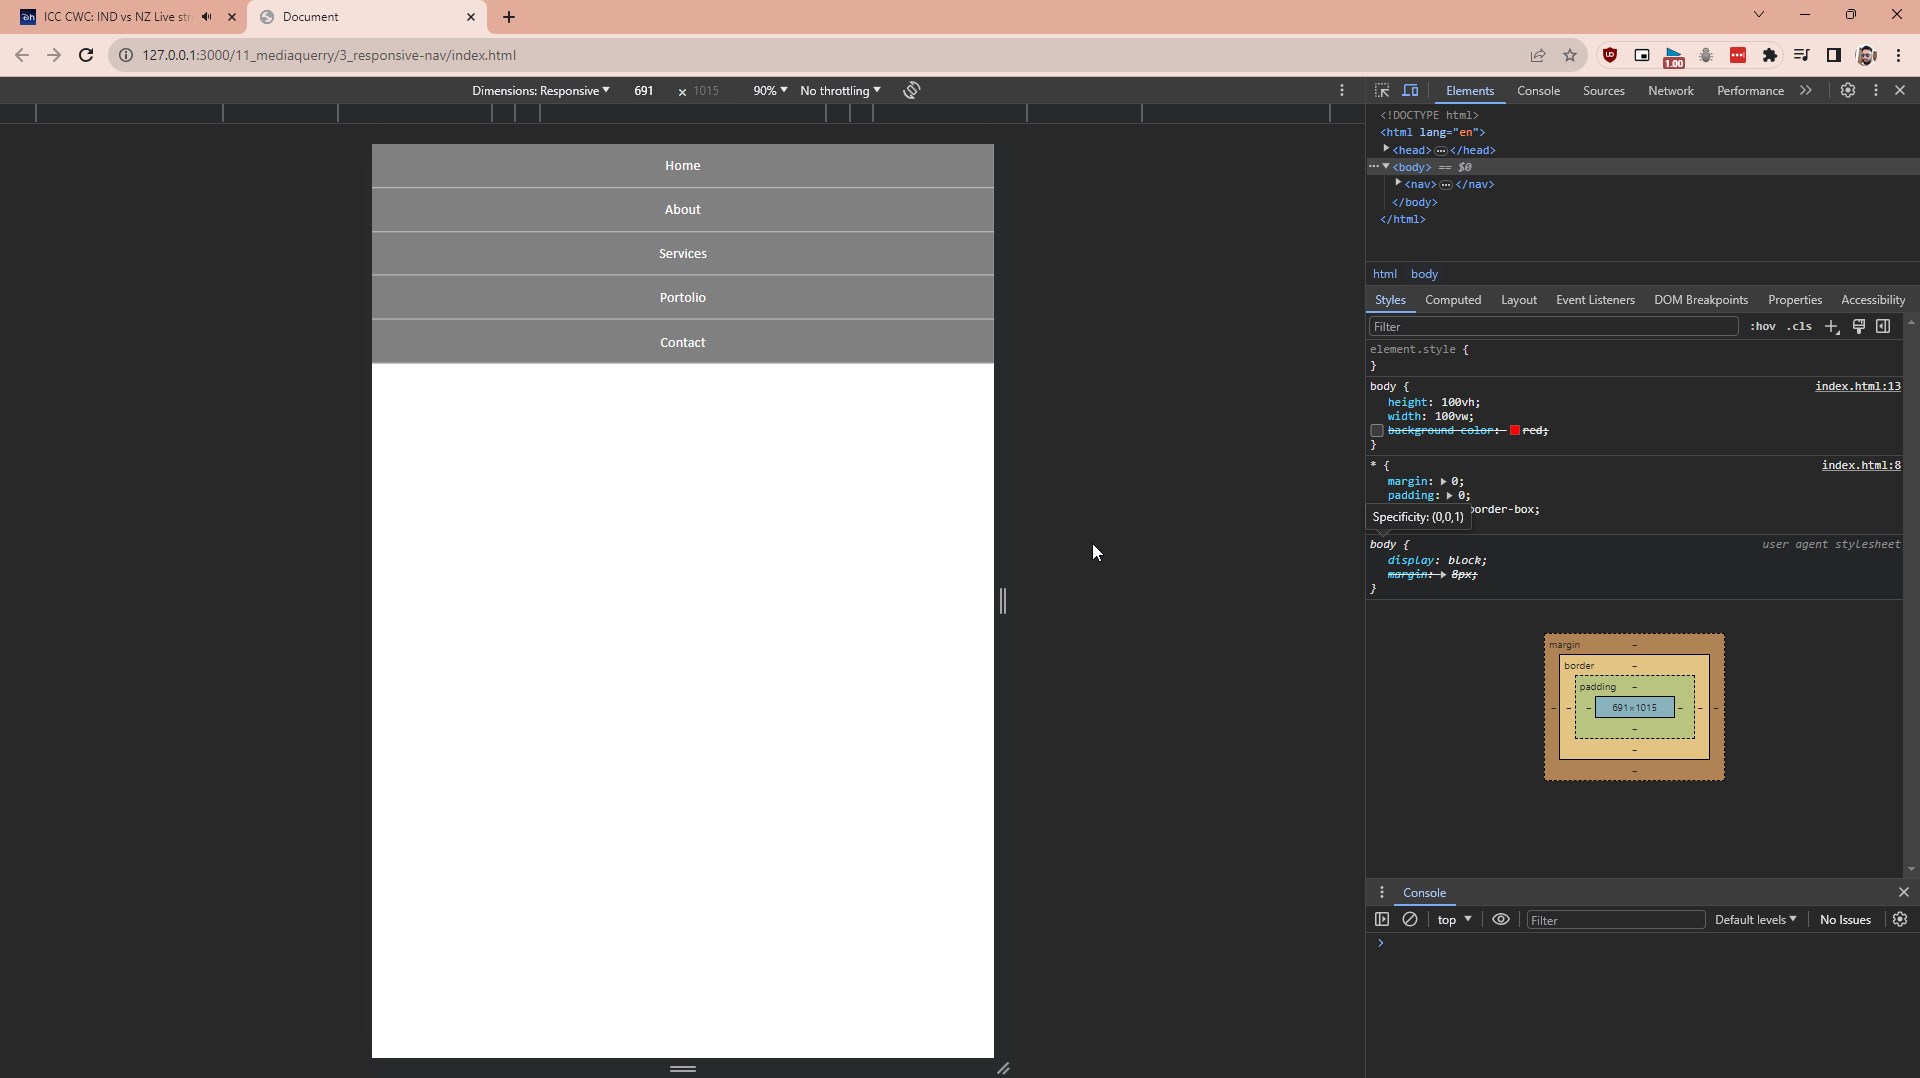 ICC CWC: IND vs NZ Live str
Document
127.0.0.1:3000/11_mediaquerry/3_responsive-nav/index.html
1.00
Dimensions: Responsive
691
×
1015
90%
No throttling
Elements
Console
Sources
Network
Performance
Home
About
Services
Portolio
Contact
<!DOCTYPE html>
<html lang="en">
<head> … </head>
… <body> == $0
<nav> … </nav>
</body>
</html>
html body
Styles
Computed
Layout
Event Listeners
DOM Breakpoints
Properties
Accessibility
Filter
:hov .cls
element.style {
}
body { index.html:13
height: 100vh;
width: 100vw;
background-color: red;
}
* { index.html:8
margin: 0;
padding: 0;
border-box;
Specificity: (0,0,1)
body { user agent stylesheet
display: block;
margin: 8px;
}
margin –
border –
padding –
– – – 691×1015 – – –
–
–
–
Console
top
Filter
Default levels
No Issues